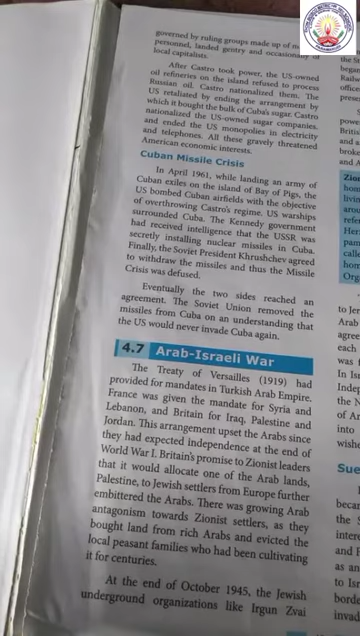 governed by ruling groups made up of
personnel, landed gentry and occasionally of
local capitalists.
After Castro took power, the US-owned
oil refineries on the island refused to process
Russian oil. Castro nationalized them. The
US retaliated by ending the arrangement by
which it bought the bulk of Cuba's sugar. Castro
nationalized the US-owned sugar companies,
and ended the US monopolies in electricity
and telephones. All these gravely threatened
American economic interests.
Cuban Missile Crisis
In April 1961, while landing an army of
Cuban exiles on the island of Bay of Pigs, the
US bombed Cuban airfields with the objective
of overthrowing Castro's regime. US warships
surrounded Cuba. The Kennedy government
had received intelligence that the USSR was
secretly installing nuclear missiles in Cuba.
Finally, the Soviet President Khrushchev agreed
to withdraw the missiles and thus the Missile
Crisis was defused.
Eventually the two sides reached an
agreement. The Soviet Union removed the
missiles from Cuba on an understanding that
the US would never invade Cuba again.
4.7 Arab-Israeli War
The Treaty of Versailles (1919) had
provided for mandates in Turkish Arab Empire.
France was given the mandate for Syria and
Lebanon, and Britain for Iraq, Palestine and
Jordan. This arrangement upset the Arabs since
they had expected independence at the end of
World War I. Britain's promise to Zionist leaders
that it would allocate one of the Arab lands,
Palestine, to Jewish settlers from Europe further
embittered the Arabs. There was growing Arab
antagonism towards Zionist settlers, as they
bought land from rich Arabs and evicted the
local peasant families who had been cultivating
it for centuries.
At the end of October 1945, the Jewish
underground organizations like Irgun Zvai